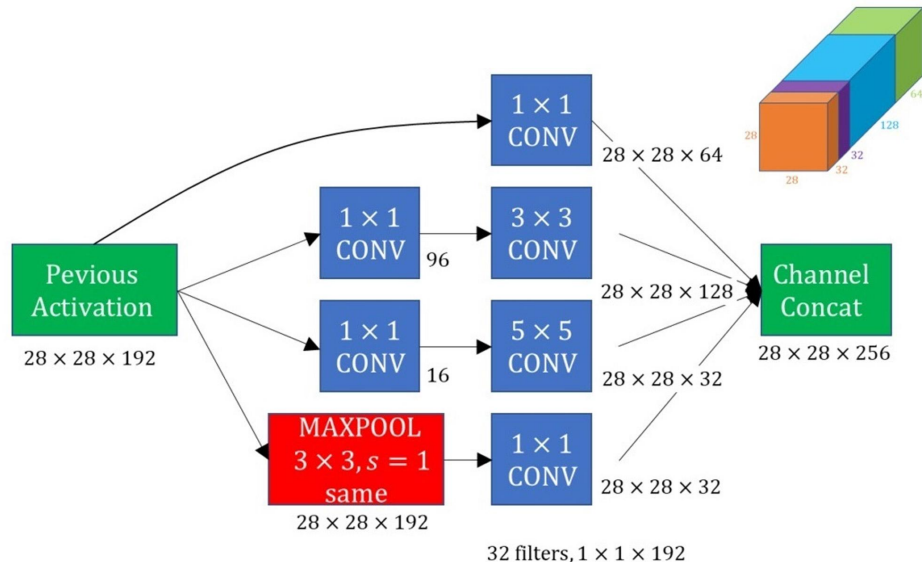 1 × 1
CONV
28 × 28 × 64
28
28
32
32
128
64
1 × 1
CONV
96
3 × 3
CONV
28 × 28 × 128
Pevious
Activation
28 × 28 × 192
1 × 1
CONV
16
5 × 5
CONV
28 × 28 × 32
Channel
Concat
28 × 28 × 256
MAXPOOL
3 × 3, s = 1
same
28 × 28 × 192
1 × 1
CONV
28 × 28 × 32
32 filters, 1 × 1 × 192